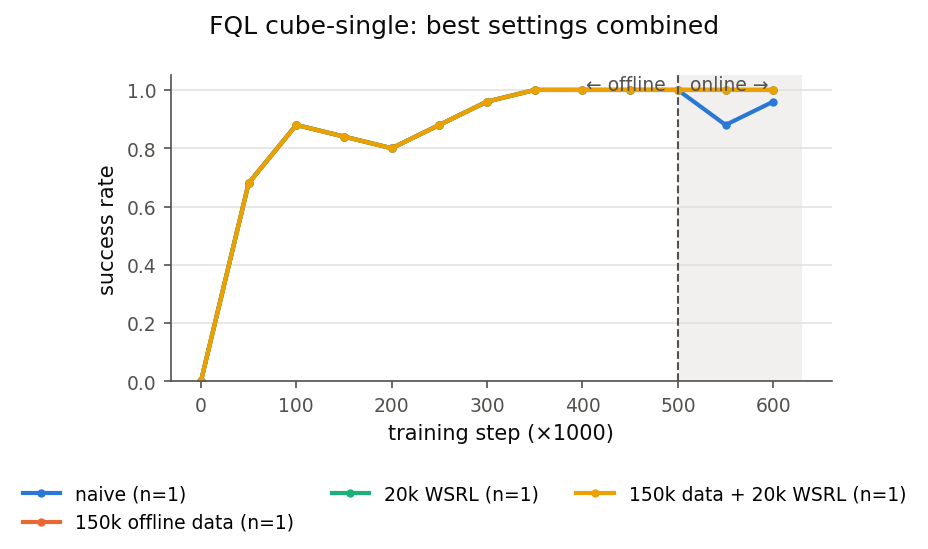 FQL cube-single: best settings combined
← offline
online →
success rate
1.0
0.8
0.6
0.4
0.2
0.0
0 100 200 300 400 500 600
training step (×1000)
naive (n=1)
150k offline data (n=1)
20k WSRL (n=1)
150k data + 20k WSRL (n=1)